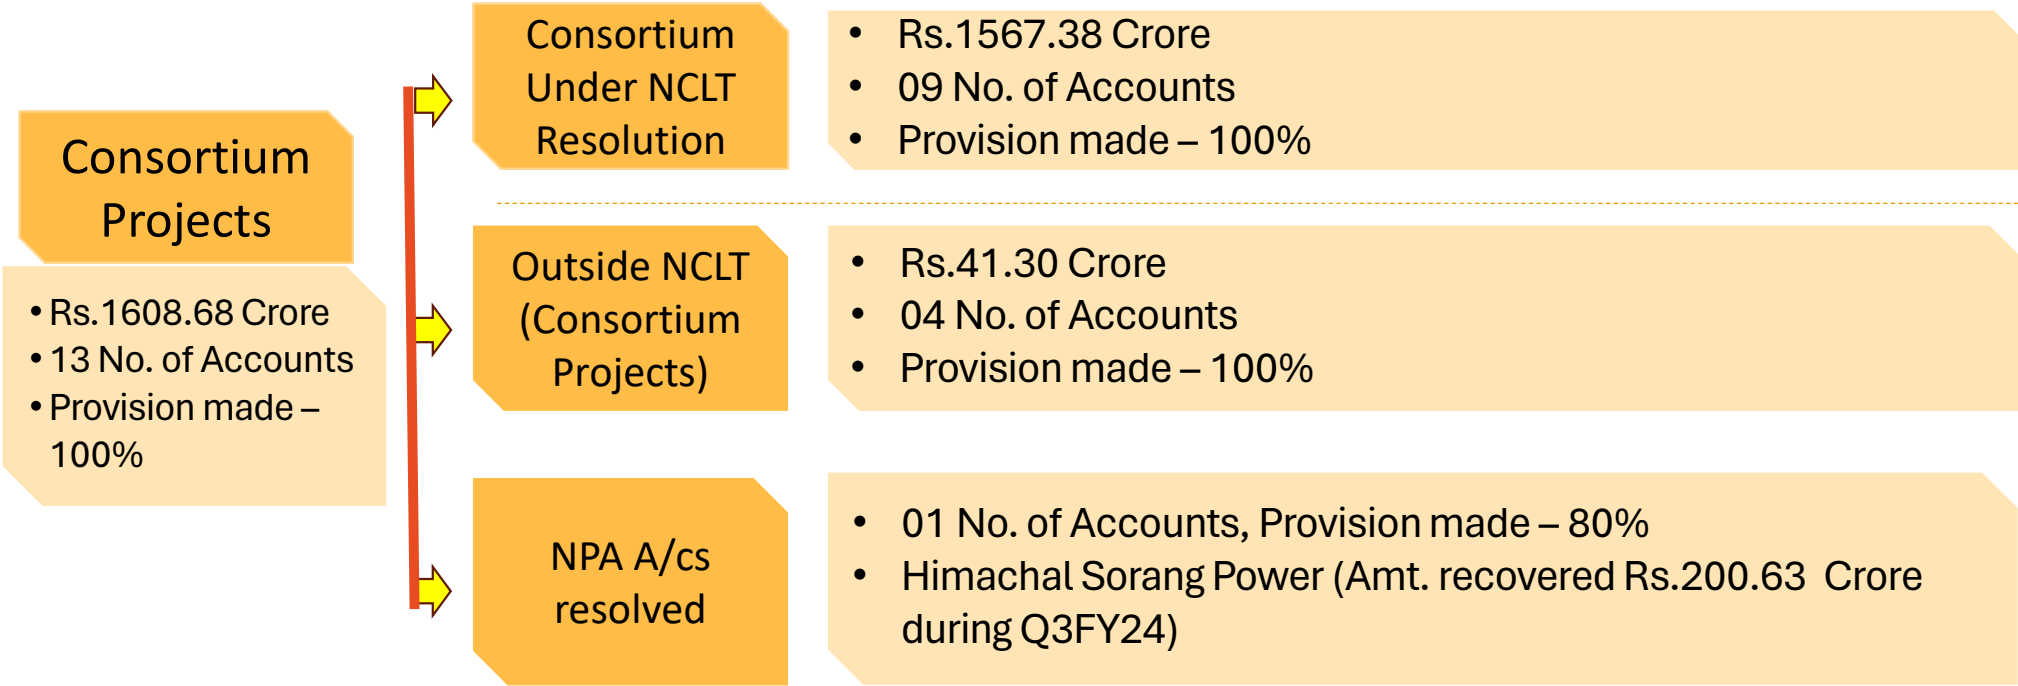 Consortium
Projects
• Rs.1608.68 Crore
• 13 No. of Accounts
• Provision made –
100%
Consortium
Under NCLT
Resolution
• Rs.1567.38 Crore
• 09 No. of Accounts
• Provision made – 100%
Outside NCLT
(Consortium
Projects)
• Rs.41.30 Crore
• 04 No. of Accounts
• Provision made – 100%
NPA A/cs
resolved
• 01 No. of Accounts, Provision made – 80%
• Himachal Sorang Power (Amt. recovered Rs.200.63 Crore
during Q3FY24)